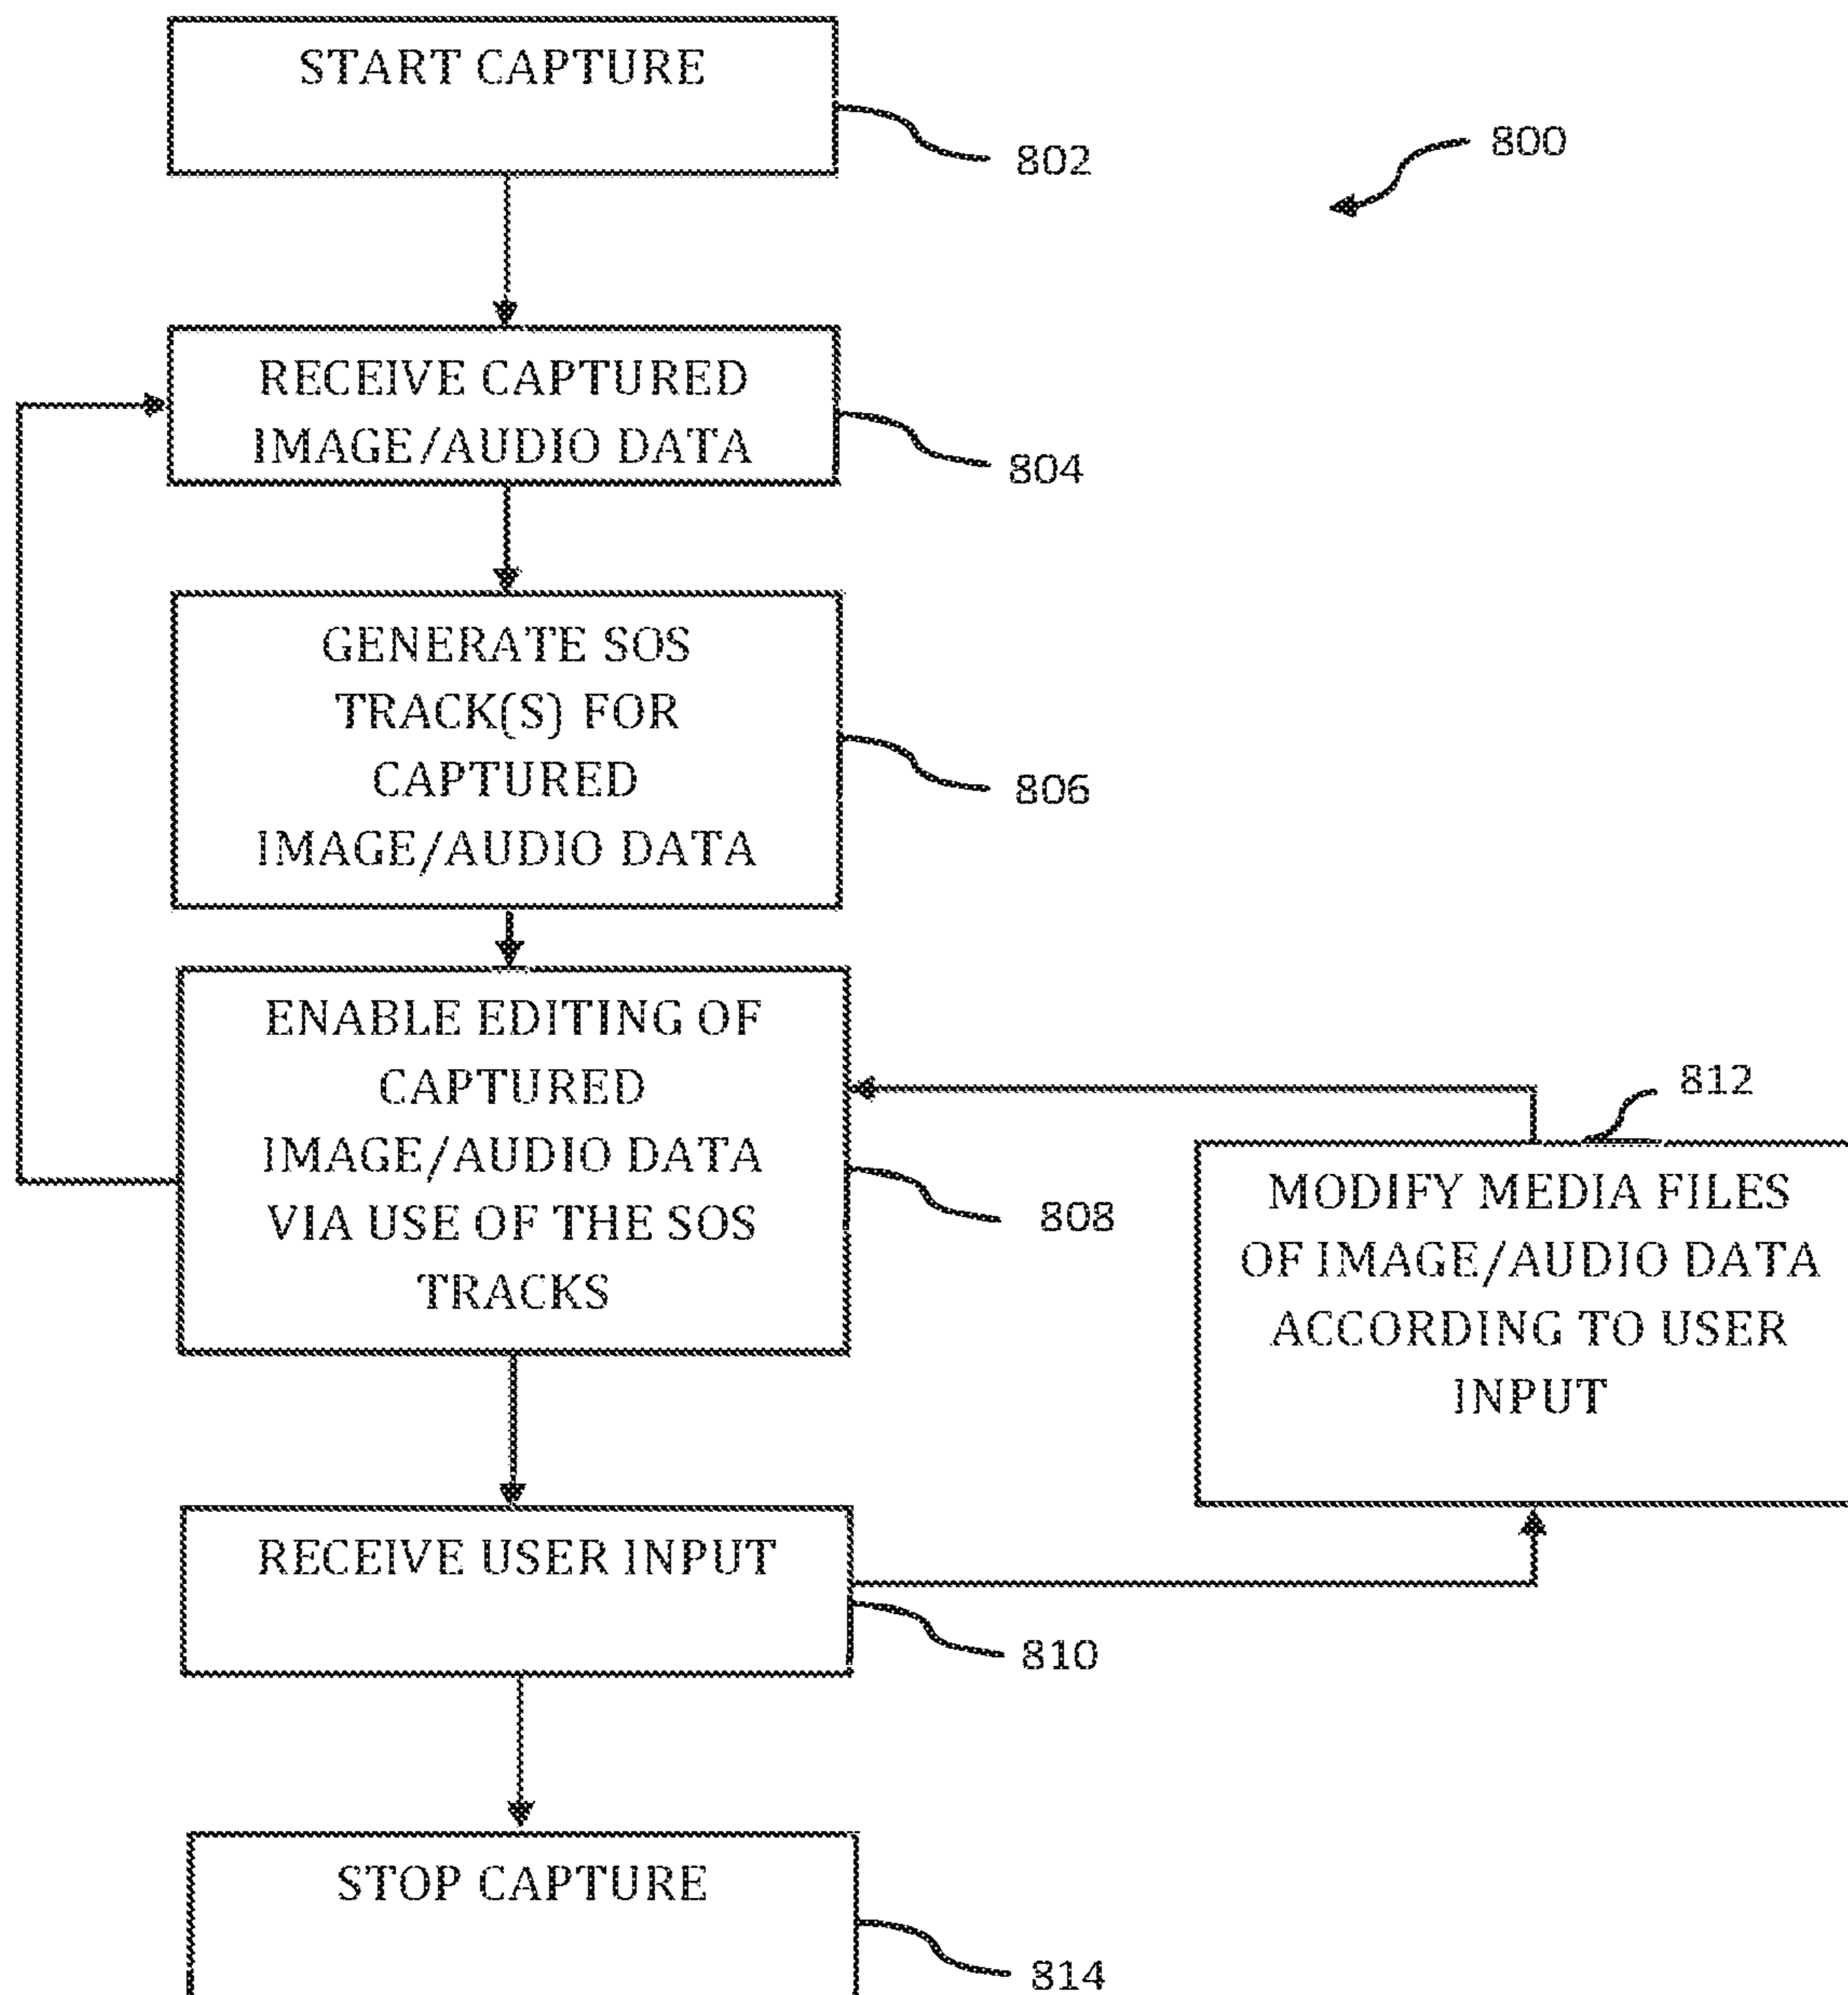 START CAPTURE
802
800
RECEIVE CAPTURED
IMAGE/AUDIO DATA
804
GENERATE SOS
TRACK(S) FOR
CAPTURED
IMAGE/AUDIO DATA
806
ENABLE EDITING OF
CAPTURED
IMAGE/AUDIO DATA
VIA USE OF THE SOS
TRACKS
808
812
MODIFY MEDIA FILES
OF IMAGE/AUDIO DATA
ACCORDING TO USER
INPUT
RECEIVE USER INPUT
810
STOP CAPTURE
814